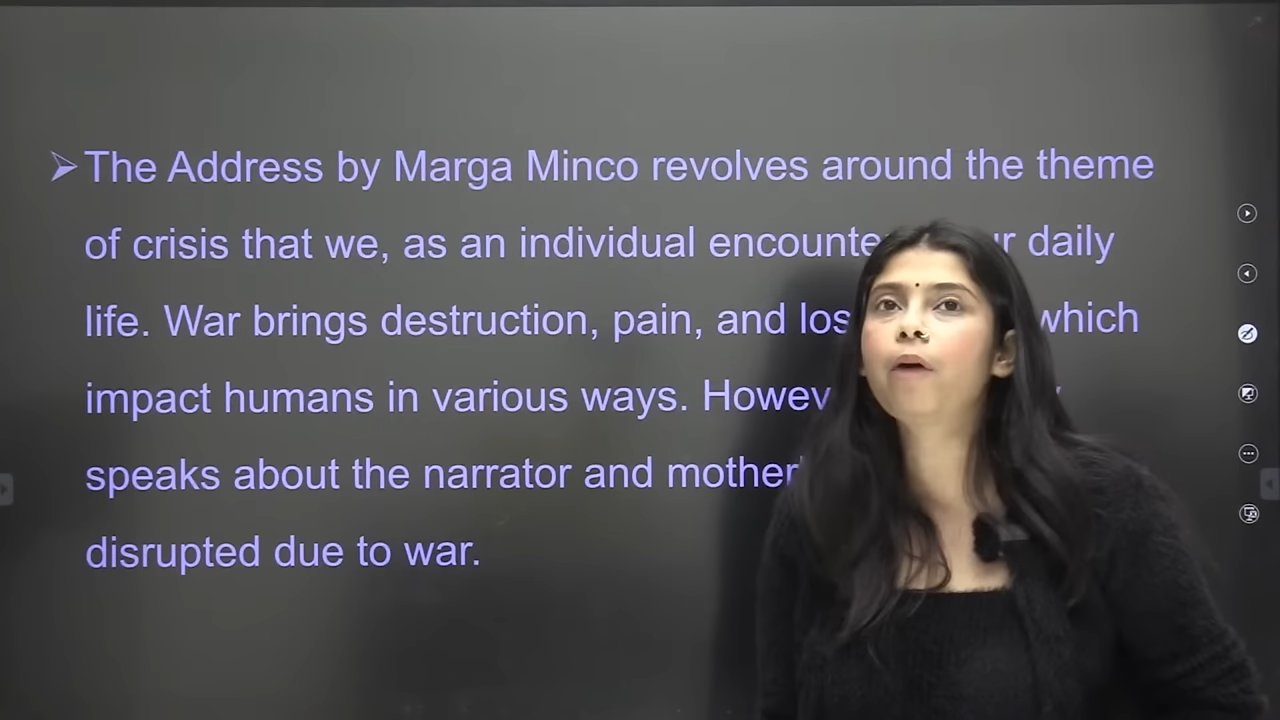 The Address by Marga Minco revolves around the theme
of crisis that we, as an individual daily
life. War brings destruction, pain, and which
impact humans in various ways.
speaks about the narrator and
disrupted due to war.